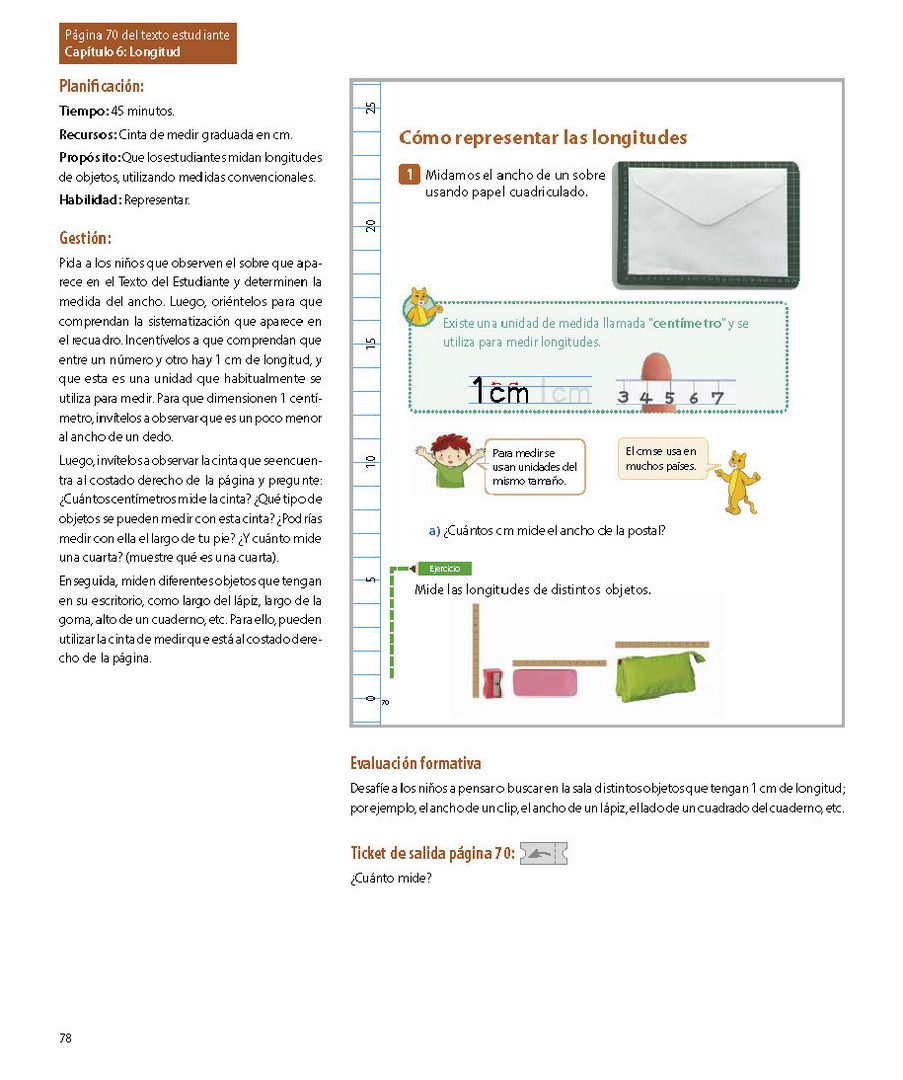 Página 70 del texto estudiante
Capítulo 6: Longitud
Planificación:
Tiempo: 45 minutos.
Recursos: Cinta de medir graduada en cm.
Propósito: Que los estudiantes midan longitudes
de objetos, utilizando medidas convencionales.
Habilidad: Representar.
Gestión:
Pida a los niños que observen el sobre que apa-
rece en el Texto del Estudiante y determinen la
medida del ancho. Luego, oriéntelos para que
comprendan la sistematización que aparece en
el recuadro. Incentívelos a que comprendan que
entre un número y otro hay 1 cm de longitud, y
que esta es una unidad que habitualmente se
utiliza para medir. Para que dimensionen 1 centí-
metro, invítelos a observar que es un poco menor
al ancho de un dedo.
Luego, invítelos a observar la cinta que se encuen-
tra al costado derecho de la página y pregunte:
¿Cuántos centímetros mide la cinta? ¿Qué tipo de
objetos se pueden medir con esta cinta? ¿Podrías
medir con ella el largo de tu pie? ¿Y cuánto mide
una cuarta? (muestre qué es una cuarta).
Enseguida, miden diferentes objetos que tengan
en su escritorio, como largo del lápiz, largo de la
goma, alto de un cuaderno, etc. Para ello, pueden
utilizar la cinta de medir que está al costado dere-
cho de la página.
25
20
15
10
5
0
Cómo representar las longitudes
1 Midamos el ancho de un sobre
usando papel cuadriculado.
Existe una unidad de medida llamada "centímetro" y se
utiliza para medir longitudes.
1cm 1cm
3 4 5 6 7
Para medir se
usan unidades del
mismo tamaño.
El cm se usa en
muchos países.
a) ¿Cuántos cm mide el ancho de la postal?
Ejercicio
Mide las longitudes de distintos objetos.
70
Evaluación formativa
Desafíe a los niños a pensar o buscar en la sala distintos objetos que tengan 1 cm de longitud;
por ejemplo, el ancho de un clip, el ancho de un lápiz, el lado de un cuadrado del cuaderno, etc.
Ticket de salida página 70:
¿Cuánto mide?
78